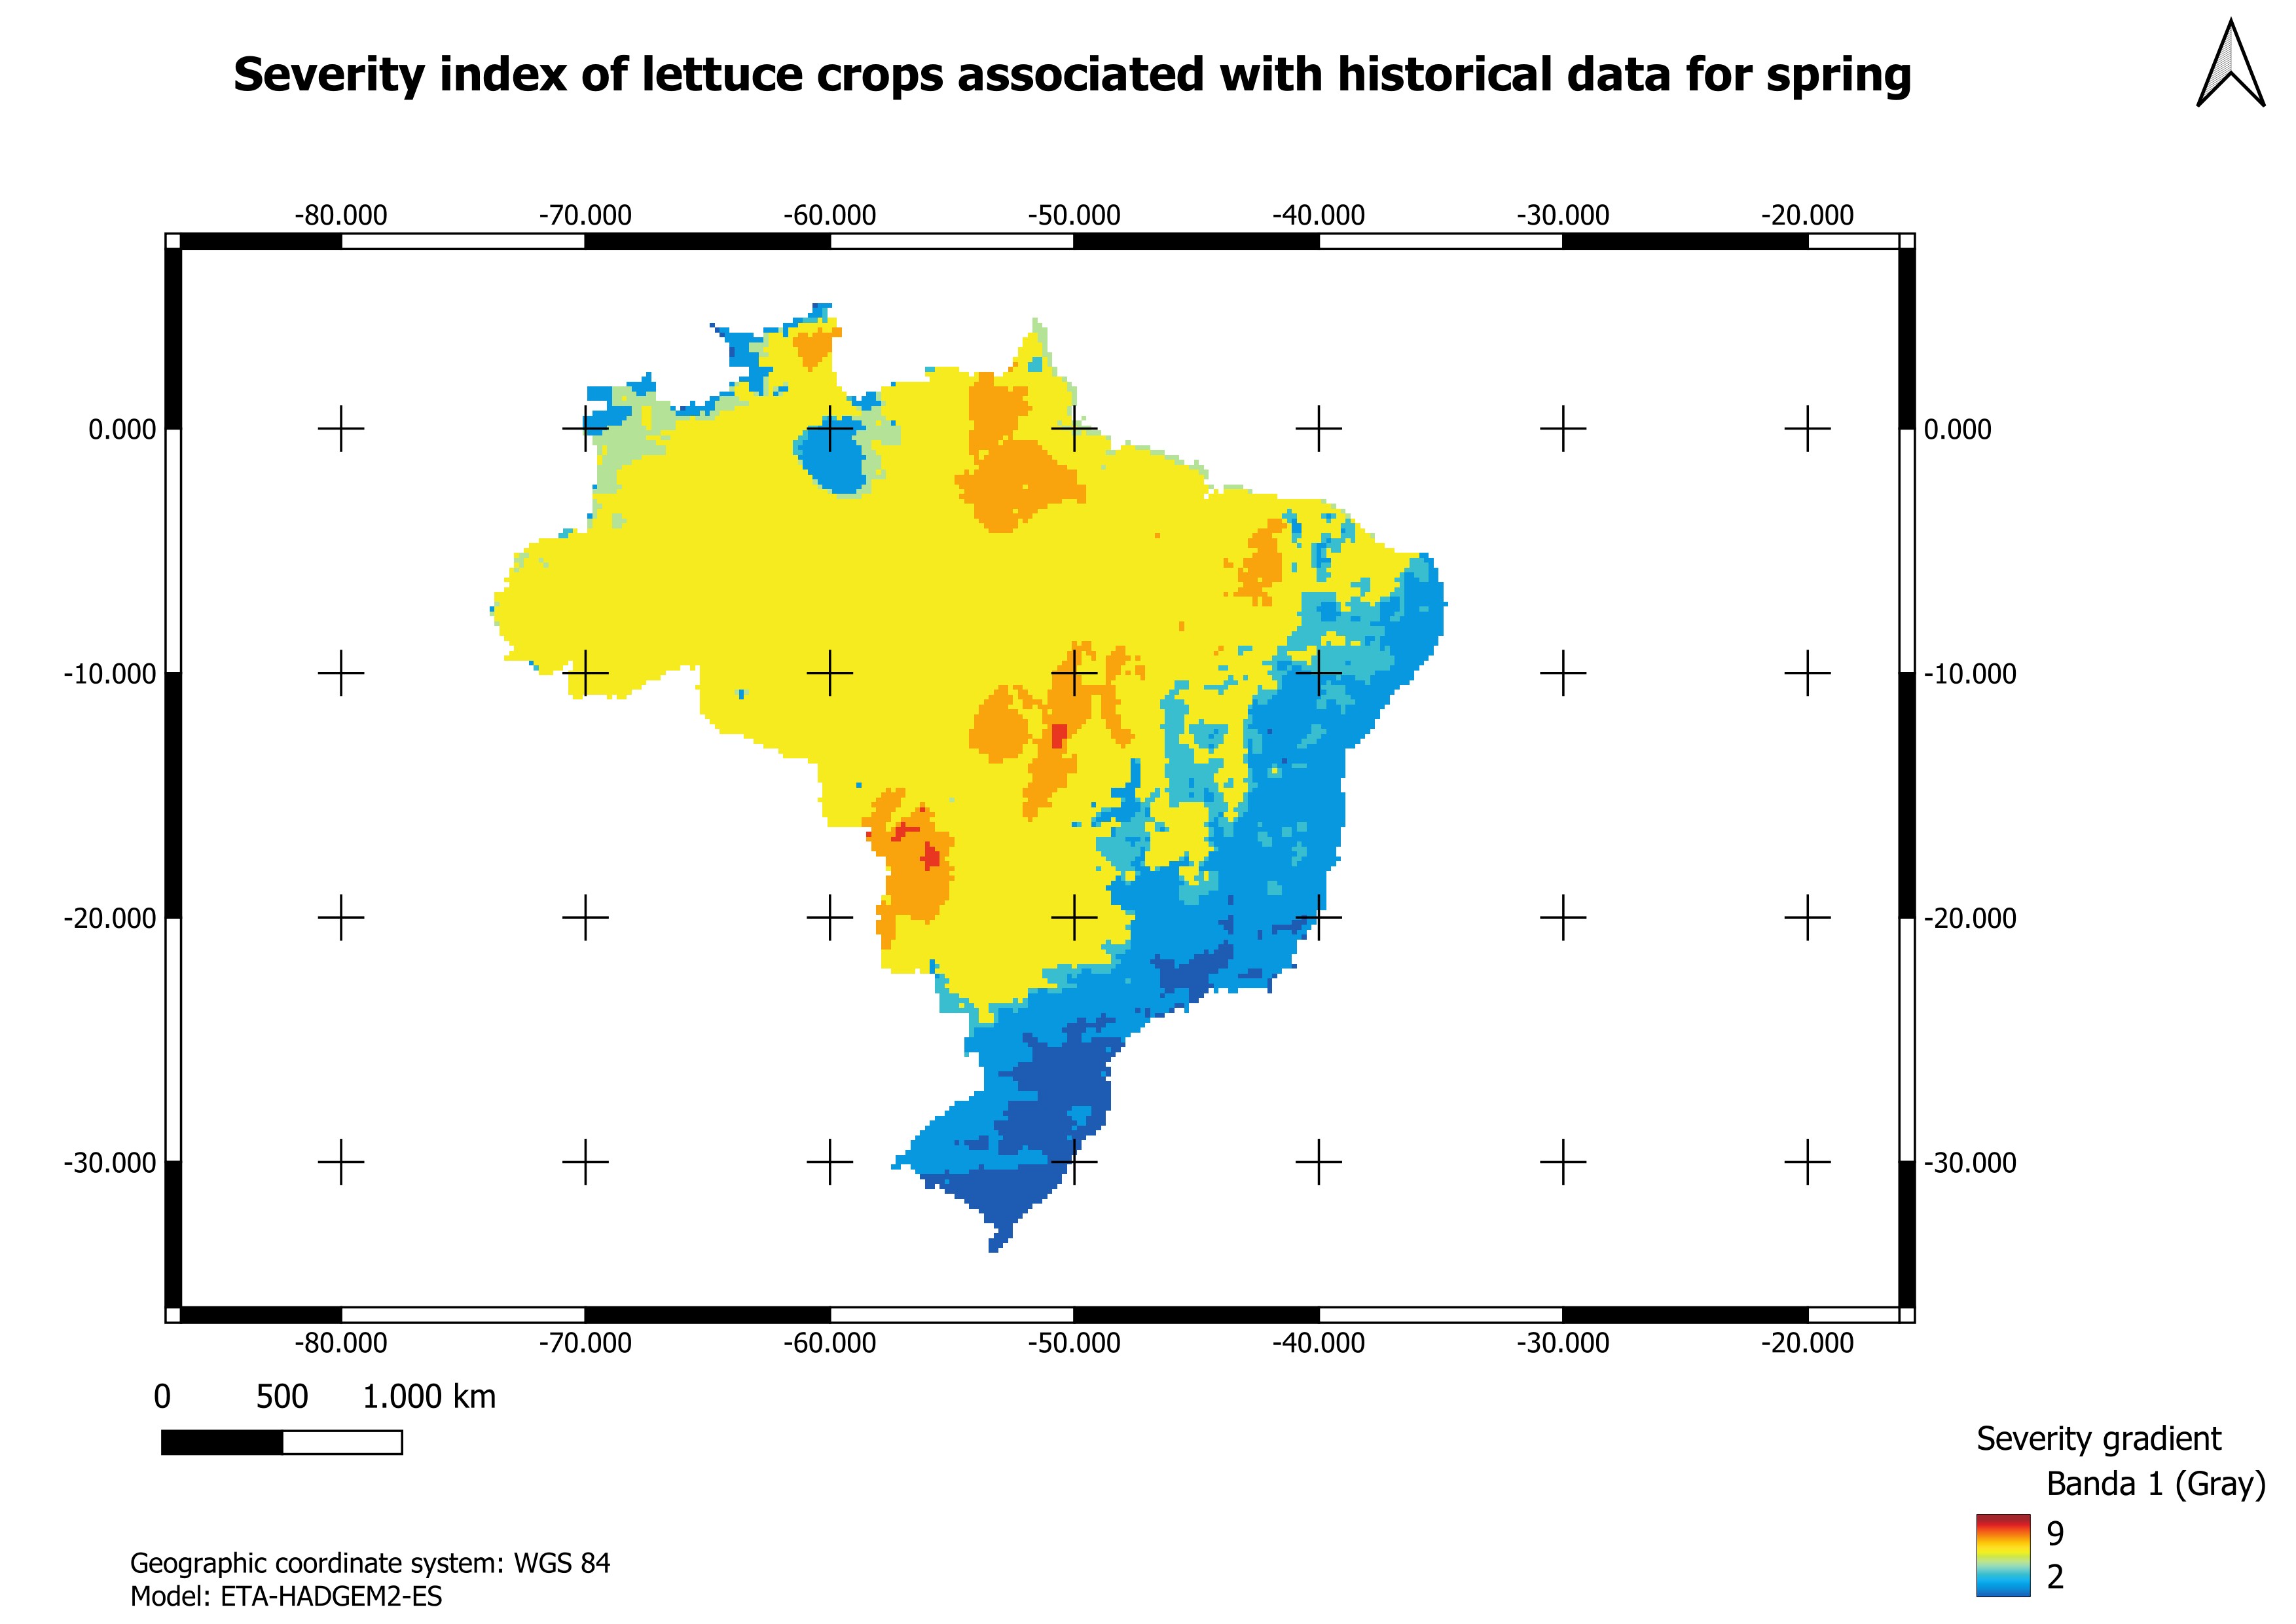 Severity index of lettuce crops associated with historical data for spring
-80.000 -70.000 -60.000 -50.000 -40.000 -30.000 -20.000
0.000 0.000
-10.000 -10.000
-20.000 -20.000
-30.000 -30.000
-80.000 -70.000 -60.000 -50.000 -40.000 -30.000 -20.000
0 500 1.000 km
Severity gradient
Banda 1 (Gray)
9
2
Geographic coordinate system: WGS 84
Model: ETA-HADGEM2-ES